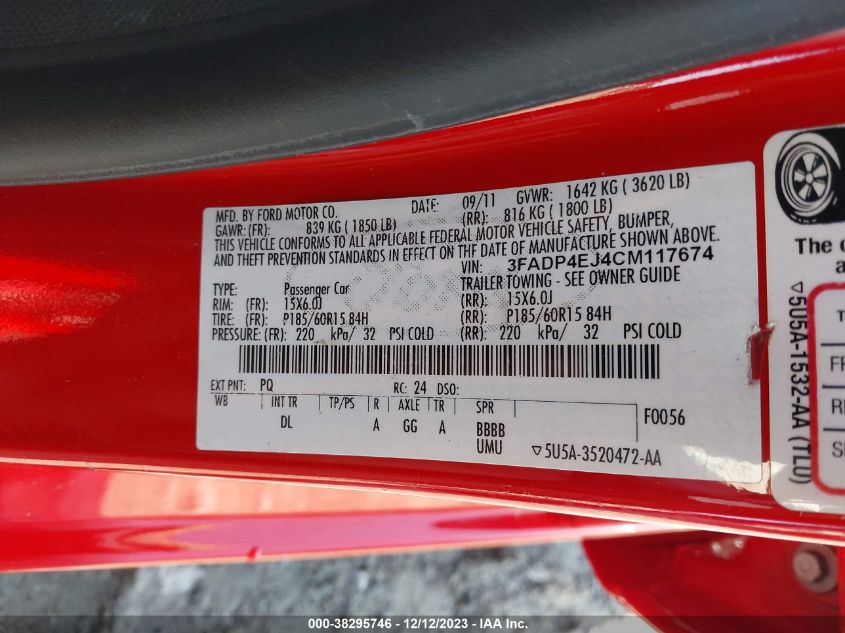 MFD. BY FORD MOTOR CO. DATE: 09/11 GVWR: 1642 KG ( 3620 LB)
GAWR: (FR): 839 KG ( 1850 LB) (RR): 816 KG ( 1800 LB)
THIS VEHICLE CONFORMS TO ALL APPLICABLE FEDERAL MOTOR VEHICLE SAFETY, BUMPER,
AND THEFT PREVENTION STANDARDS IN EFFECT ON THE DATE OF MANUFACTURE SHOWN ABOVE.
VIN: 3FADP4EJ4CM117674
TYPE: Passenger Car TRAILER TOWING - SEE OWNER GUIDE
RIM: (FR): 15X6.0J (RR): 15X6.0J
TIRE: (FR): P185/60R15 84H (RR): P185/60R15 84H
PRESSURE: (FR): 220 kPa/ 32 PSI COLD (RR): 220 kPa/ 32 PSI COLD
EXT PNT: PQ RC: 24 DSO:
WB INT TR TP/PS R AXLE TR SPR F0056
DL A GG A BBBB
UMU ▽5U5A-3520472-AA
The
▽5U5A-1532-AA (TLU)
000-38295746 - 12/12/2023 - IAA Inc.